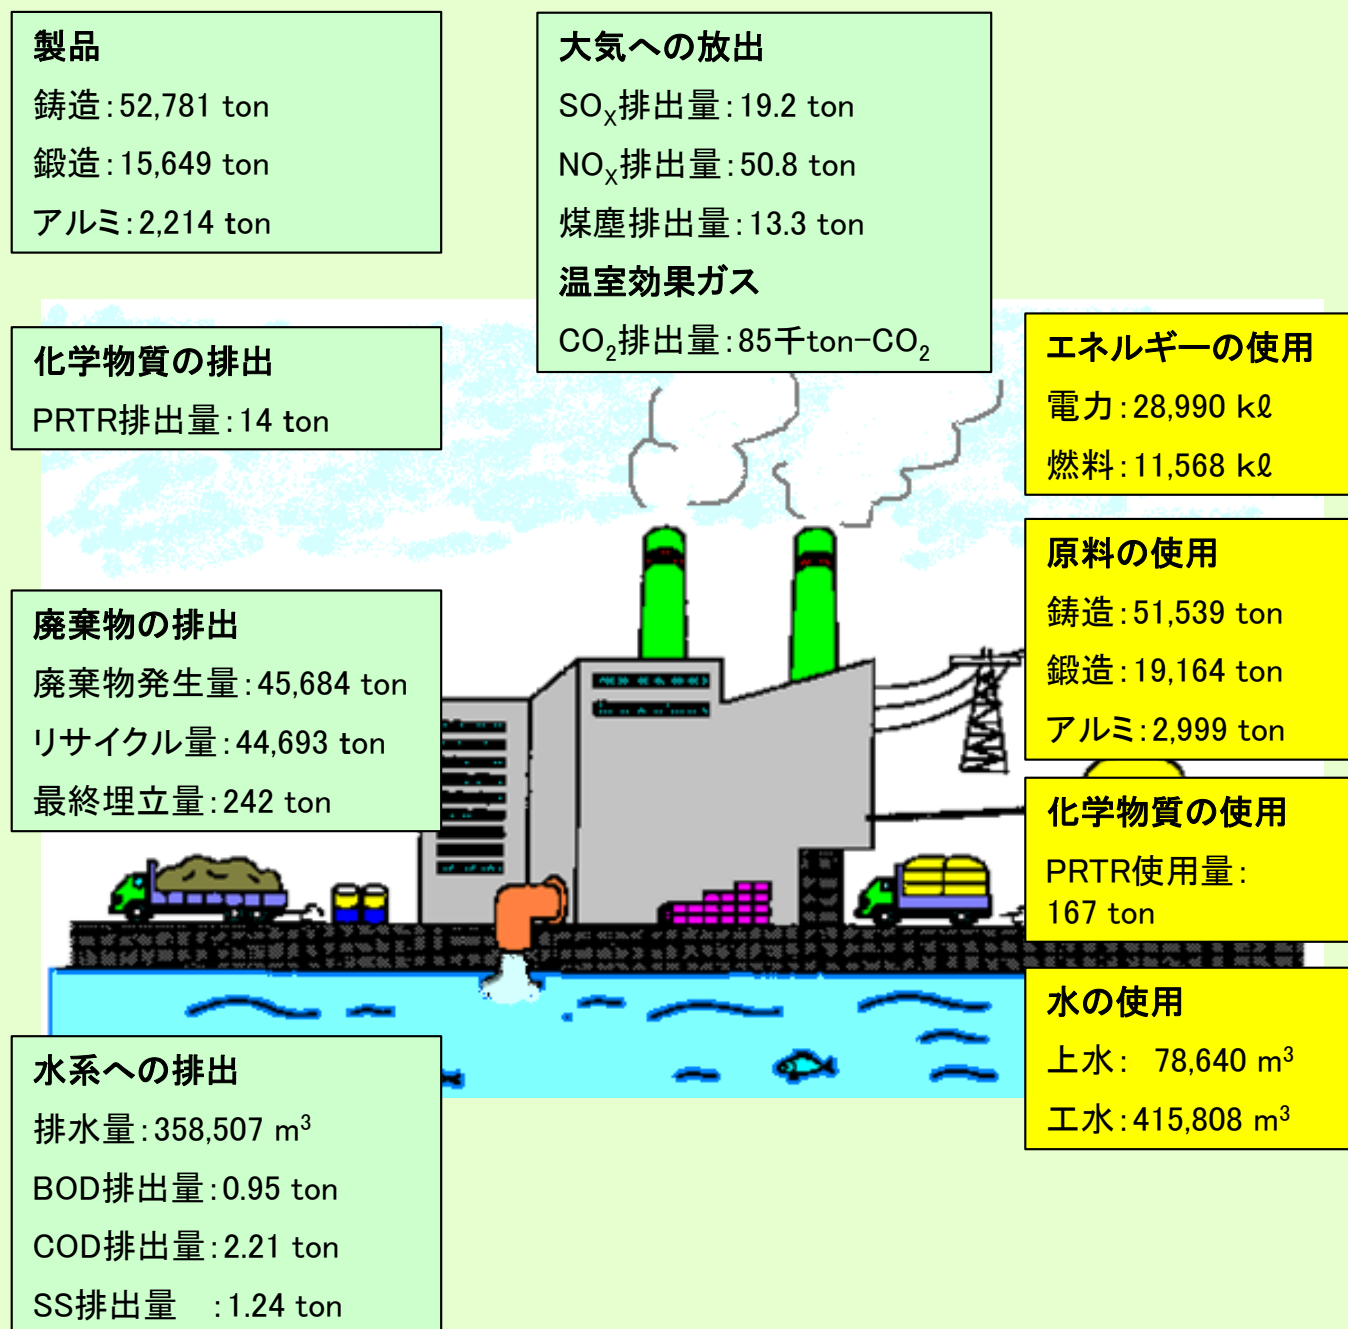 製品
鋳造:52,781 ton
鍛造:15,649 ton
アルミ:2,214 ton
大気への放出
SOX排出量:19.2 ton
NOX排出量:50.8 ton
煤塵排出量:13.3 ton
温室効果ガス
CO2排出量:85千ton-CO2
化学物質の排出
PRTR排出量:14 ton
エネルギーの使用
電力:28,990 kℓ
燃料:11,568 kℓ
原料の使用
鋳造:51,539 ton
鍛造:19,164 ton
アルミ:2,999 ton
廃棄物の排出
廃棄物発生量:45,684 ton
リサイクル量:44,693 ton
最終埋立量:242 ton
化学物質の使用
PRTR使用量:
167 ton
水の使用
上水: 78,640 m³
工水:415,808 m³
水系への排出
排水量:358,507 m³
BOD排出量:0.95 ton
COD排出量:2.21 ton
SS排出量 :1.24 ton